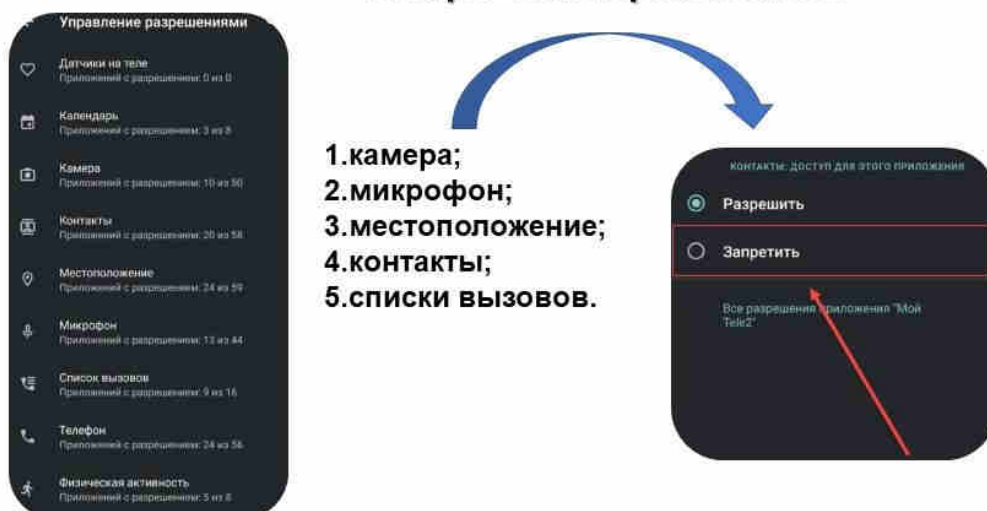 Управление разрешениями
Датчики на теле
Приложений с разрешением: 0 из 0
Календарь
Приложений с разрешением: 3 из 8
Камера
Приложений с разрешением: 10 из 50
Контакты
Приложений с разрешением: 20 из 58
Местоположение
Приложений с разрешением: 24 из 59
Микрофон
Приложений с разрешением: 13 из 44
Список вызовов
Приложений с разрешением: 9 из 16
Телефон
Приложений с разрешением: 24 из 56
Физическая активность
Приложений с разрешением: 5 из 8
1.камера;
2.микрофон;
3.местоположение;
4.контакты;
5.списки вызовов.
КОНТАКТЫ: ДОСТУП ДЛЯ ЭТОГО ПРИЛОЖЕНИЯ
Разрешить
Запретить
Все разрешения приложения "Мой
Tele2"